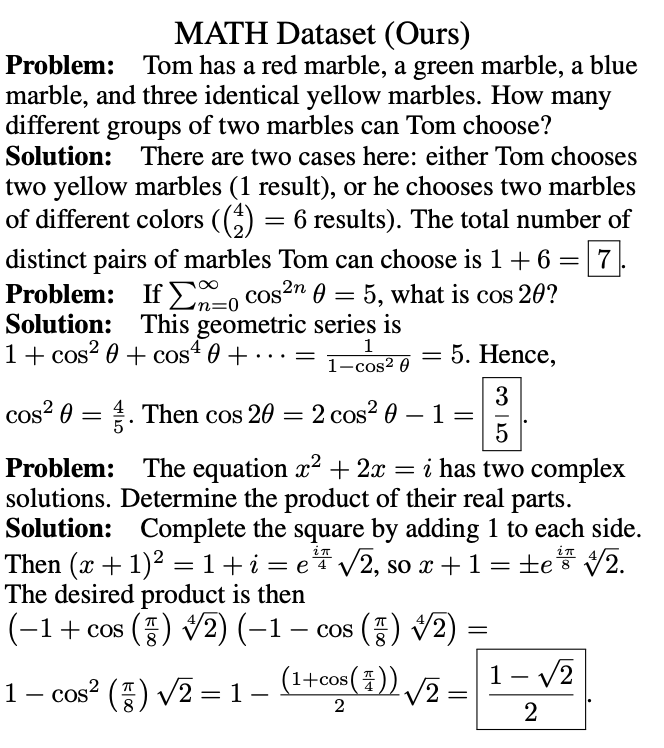 MATH Dataset (Ours)
Problem: Tom has a red marble, a green marble, a blue
marble, and three identical yellow marbles. How many
different groups of two marbles can Tom choose?
Solution: There are two cases here: either Tom chooses
two yellow marbles (1 result), or he chooses two marbles
of different colors ($\binom{4}{2} = 6$ results). The total number of
distinct pairs of marbles Tom can choose is $1 + 6 = \boxed{7}$.
Problem: If $\sum_{n=0}^{\infty} \cos^{2n} \theta = 5$, what is $\cos 2\theta$?
Solution: This geometric series is
$1 + \cos^2 \theta + \cos^4 \theta + \cdots = \frac{1}{1-\cos^2 \theta} = 5$. Hence,
$\cos^2 \theta = \frac{4}{5}$. Then $\cos 2\theta = 2\cos^2 \theta - 1 = \boxed{\frac{3}{5}}$.
Problem: The equation $x^2 + 2x = i$ has two complex
solutions. Determine the product of their real parts.
Solution: Complete the square by adding 1 to each side.
Then $(x + 1)^2 = 1 + i = e^{\frac{i\pi}{4}} \sqrt{2}$, so $x + 1 = \pm e^{\frac{i\pi}{8}} \sqrt[4]{2}$.
The desired product is then
$\left(-1 + \cos\left(\frac{\pi}{8}\right) \sqrt[4]{2}\right) \left(-1 - \cos\left(\frac{\pi}{8}\right) \sqrt[4]{2}\right) =$
$1 - \cos^2\left(\frac{\pi}{8}\right) \sqrt{2} = 1 - \frac{\left(1+\cos\left(\frac{\pi}{4}\right)\right)}{2} \sqrt{2} = \boxed{\frac{1 - \sqrt{2}}{2}}$.